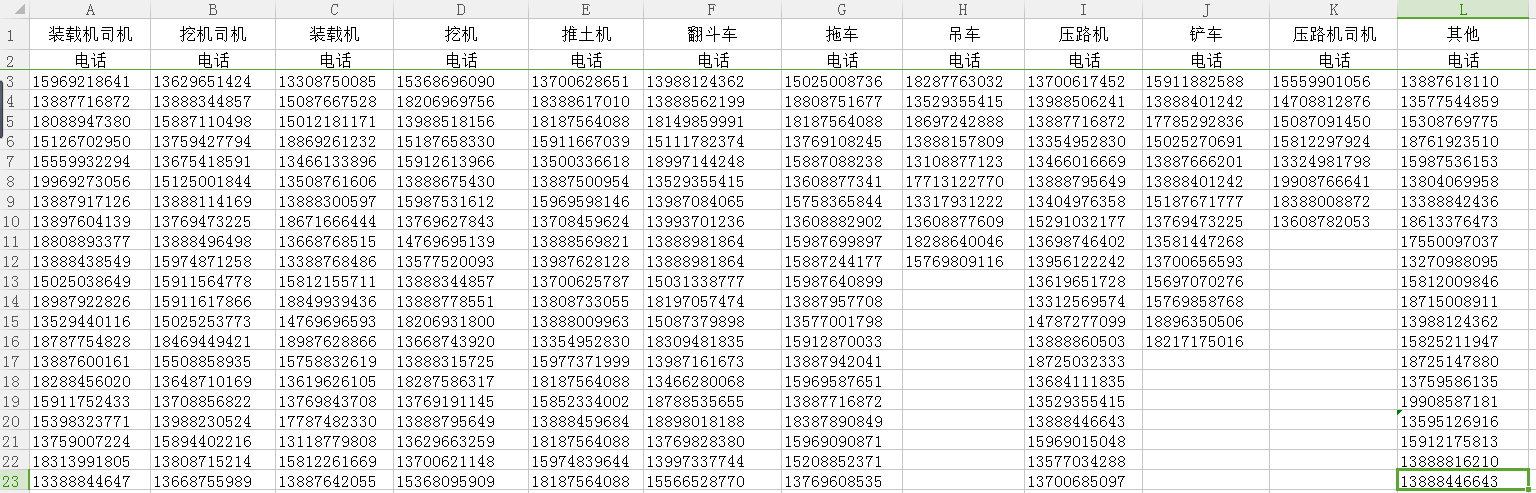 A B C D E F G H I J K L
1 装载机司机 挖机司机 装载机 挖机 推土机 翻斗车 拖车 吊车 压路机 铲车 压路机司机 其他
2 电话 电话 电话 电话 电话 电话 电话 电话 电话 电话 电话 电话
3 15969218641 13629651424 13308750085 15368696090 13700628651 13988124362 15025008736 18287763032 13700617452 15911882588 15559901056 13887618110
4 13887716872 13888344857 15087667528 18206969756 18388617010 13888562199 18808751677 13529355415 13988506241 13888401242 14708812876 13577544859
5 18088947380 15887110498 15012181171 13988518156 18187564088 18149859991 18187564088 18697242888 13887716872 17785292836 15087091450 15308769775
6 15126702950 13759427794 18869261232 15187658330 15911667039 15111782374 13769108245 13888157809 13354952830 15025270691 15812297924 18761923510
7 15559932294 13675418591 13466133896 15912613966 13500336618 18997144248 15887088238 13108877123 13466016669 13887666201 13324981798 15987536153
8 19969273056 15125001844 13508761606 13888675430 13887500954 13529355415 13608877341 17713122770 13888795649 13888401242 19908766641 13804069958
9 13887917126 13888114169 13888300597 15987531612 15969598146 13987084065 15758365844 13317931222 13404976358 15187671777 18388008872 13388842436
10 13897604139 13769473225 18671666444 13769627843 13708459624 13993701236 13608882902 13608877609 15291032177 13769473225 13608782053 18613376473
11 18808893377 13888496498 13668768515 14769695139 13888569821 13888981864 15987699897 18288640046 13698746402 13581447268 17550097037
12 13888438549 15974871258 13388768486 13577520093 13987628128 13888981864 15887244177 15769809116 13956122242 13700656593 13270988095
13 15025038649 15911564778 15812155711 13888344857 13700625787 15031338777 15987640899 13619651728 15697070276 15812009846
14 18987922826 15911617866 18849939436 13888778551 13808733055 18197057474 13887957708 13312569574 15769858768 18715008911
15 13529440116 15025253773 14769696593 18206931800 13888009963 15087379898 13577001798 14787277099 18896350506 13988124362
16 18787754828 18469449421 18987628866 13668743920 13354952830 18309481835 15912870033 13888860503 18217175016 15825211947
17 13887600161 15508858935 15758832619 13888315725 15977371999 13987161673 13887942041 18725032333 18725147880
18 18288456020 13648710169 13619626105 18287586317 18187564088 13466280068 15969587651 13684111835 13759586135
19 15911752433 13708856822 13769843708 13769191145 15852334002 18788535655 13887716872 13529355415 19908587181
20 15398323771 13988230524 17787482330 13888795649 13888459684 18898018188 18387890849 13888446643 13595126916
21 13759007224 15894402216 13118779808 13629663259 18187564088 13769828380 15969090871 15969015048 15912175813
22 18313991805 13808715214 15812261669 13700621148 15974839644 13997337744 15208852371 13577034288 13888816210
23 13388844647 13668755989 13887642055 15368095909 18187564088 15566528770 13769608535 13700685097 13888446643